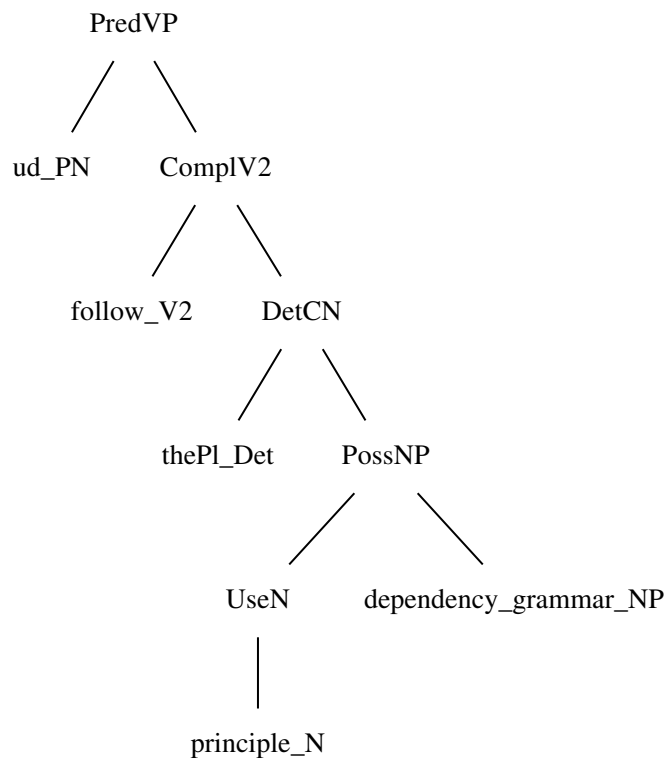 PredVP
ud_PN ComplV2
follow_V2 DetCN
thePl_Det PossNP
UseN dependency_grammar_NP
principle_N